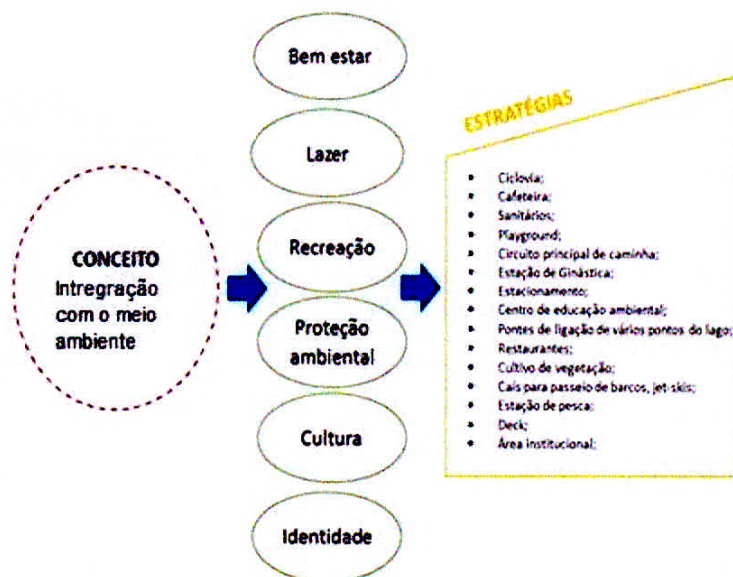 CONCEITO
Intregração
com o meio
ambiente
Bem estar
Lazer
Recreação
Proteção
ambiental
Cultura
Identidade
ESTRATÉGIAS
• Ciclovia;
• Cafeteira;
• Sanitários;
• Playground;
• Circuito principal de caminha;
• Estação de Ginástica;
• Estacionamento;
• Centro de educação ambiental;
• Pontes de ligação de vários pontos do lago;
• Restaurantes;
• Cultivo de vegetação;
• Cais para passeio de barcos, jet-skis;
• Estação de pesca;
• Deck;
• Área institucional;